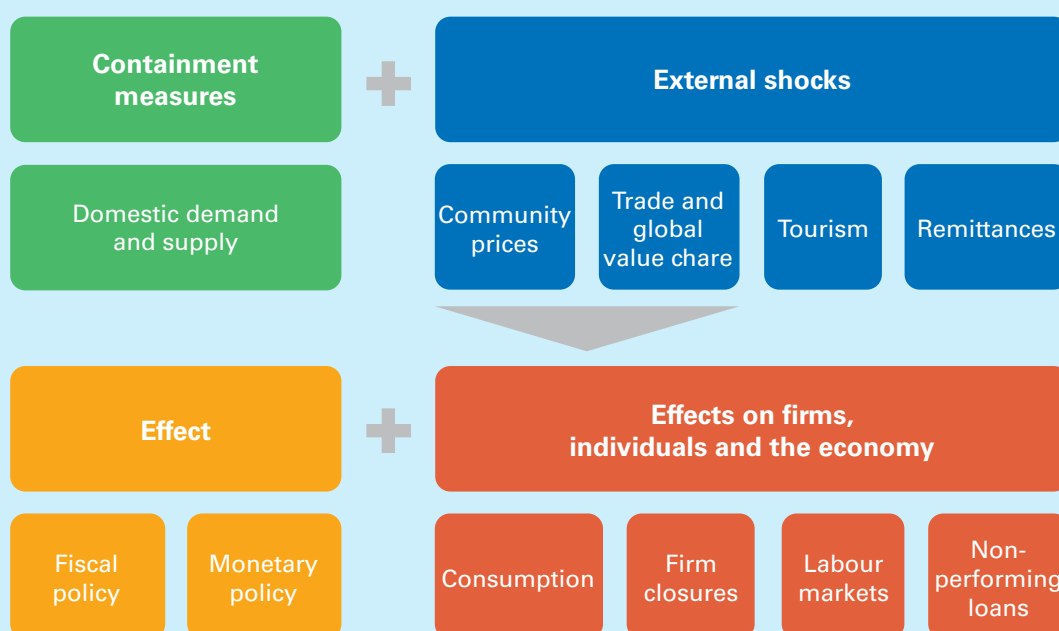 Containment
measures
External shocks
Domestic demand
and supply
Community
prices
Trade and
global
value chare
Tourism
Remittances
Effect
Effects on firms,
individuals and the economy
Fiscal
policy
Monetary
policy
Consumption
Firm
closures
Labour
markets
Non-
performing
loans